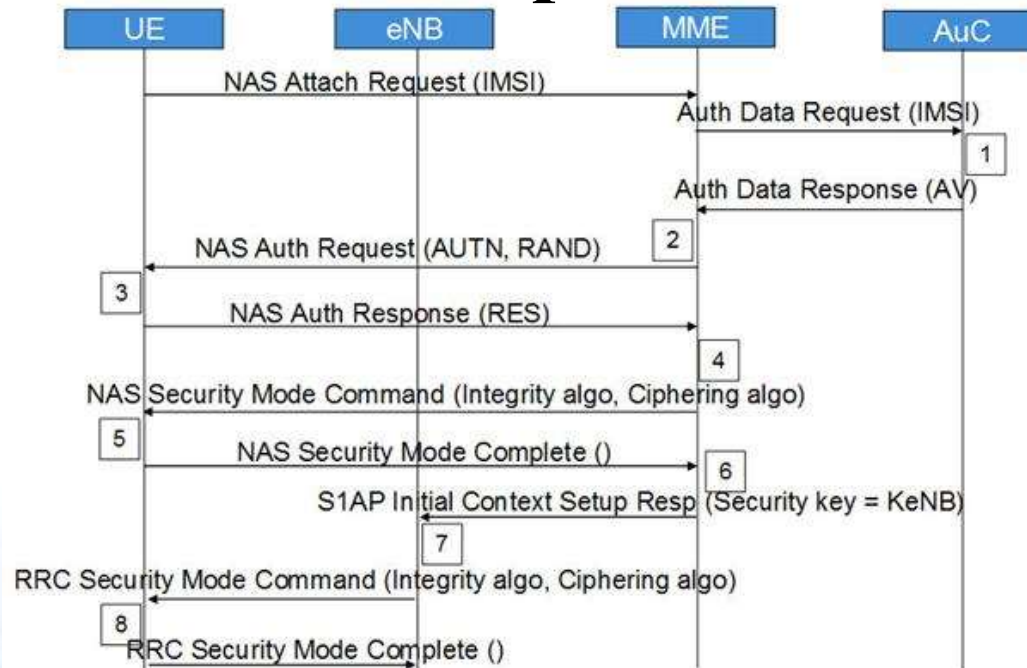 UE
eNB
MME
AuC
NAS Attach Request (IMSI)
Auth Data Request (IMSI)
1
Auth Data Response (AV)
2
NAS Auth Request (AUTN, RAND)
3
NAS Auth Response (RES)
4
NAS Security Mode Command (Integrity algo, Ciphering algo)
5
NAS Security Mode Complete ()
6
S1AP Initial Context Setup Resp (Security key = KeNB)
7
RRC Security Mode Command (Integrity algo, Ciphering algo)
8
RRC Security Mode Complete ()